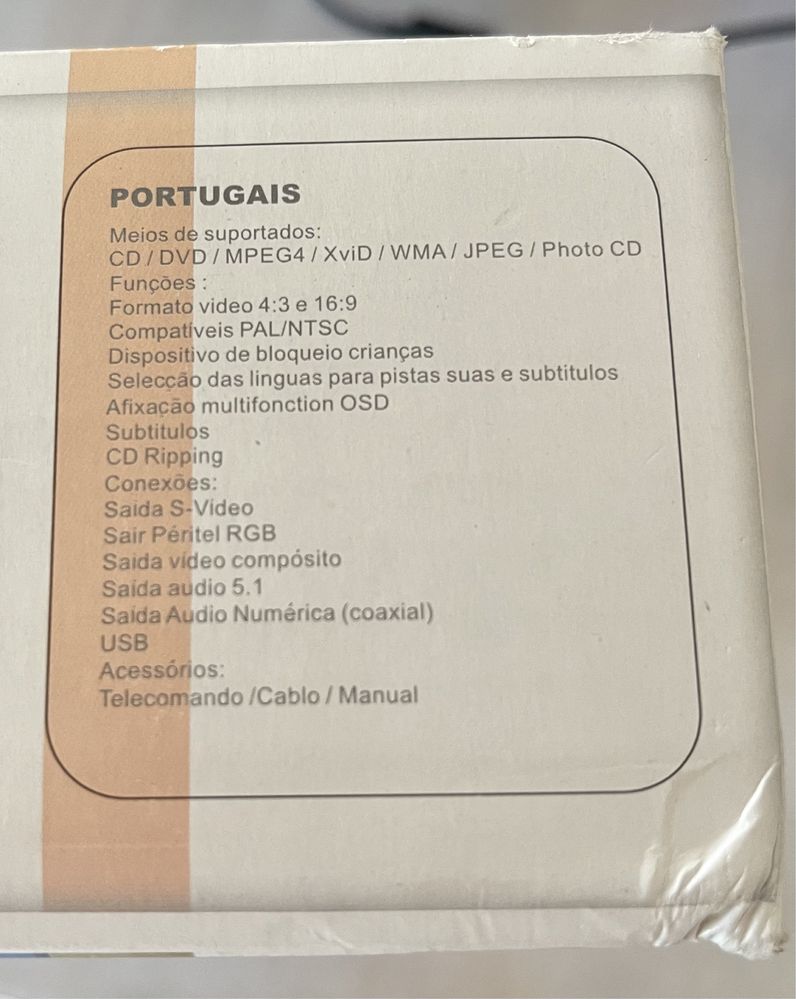 PORTUGAIS
Meios de suportados:
CD / DVD / MPEG4 / XviD / WMA / JPEG / Photo CD
Funções :
Formato video 4:3 e 16:9
Compatíveis PAL/NTSC
Dispositivo de bloqueio crianças
Selecção das linguas para pistas suas e subtitulos
Afixação multifonction OSD
Subtitulos
CD Ripping
Conexões:
Saida S-Vídeo
Sair Péritel RGB
Saida vídeo compósito
Saída audio 5.1
Saida Audio Numérica (coaxial)
USB
Acessórios:
Telecomando /Cablo / Manual